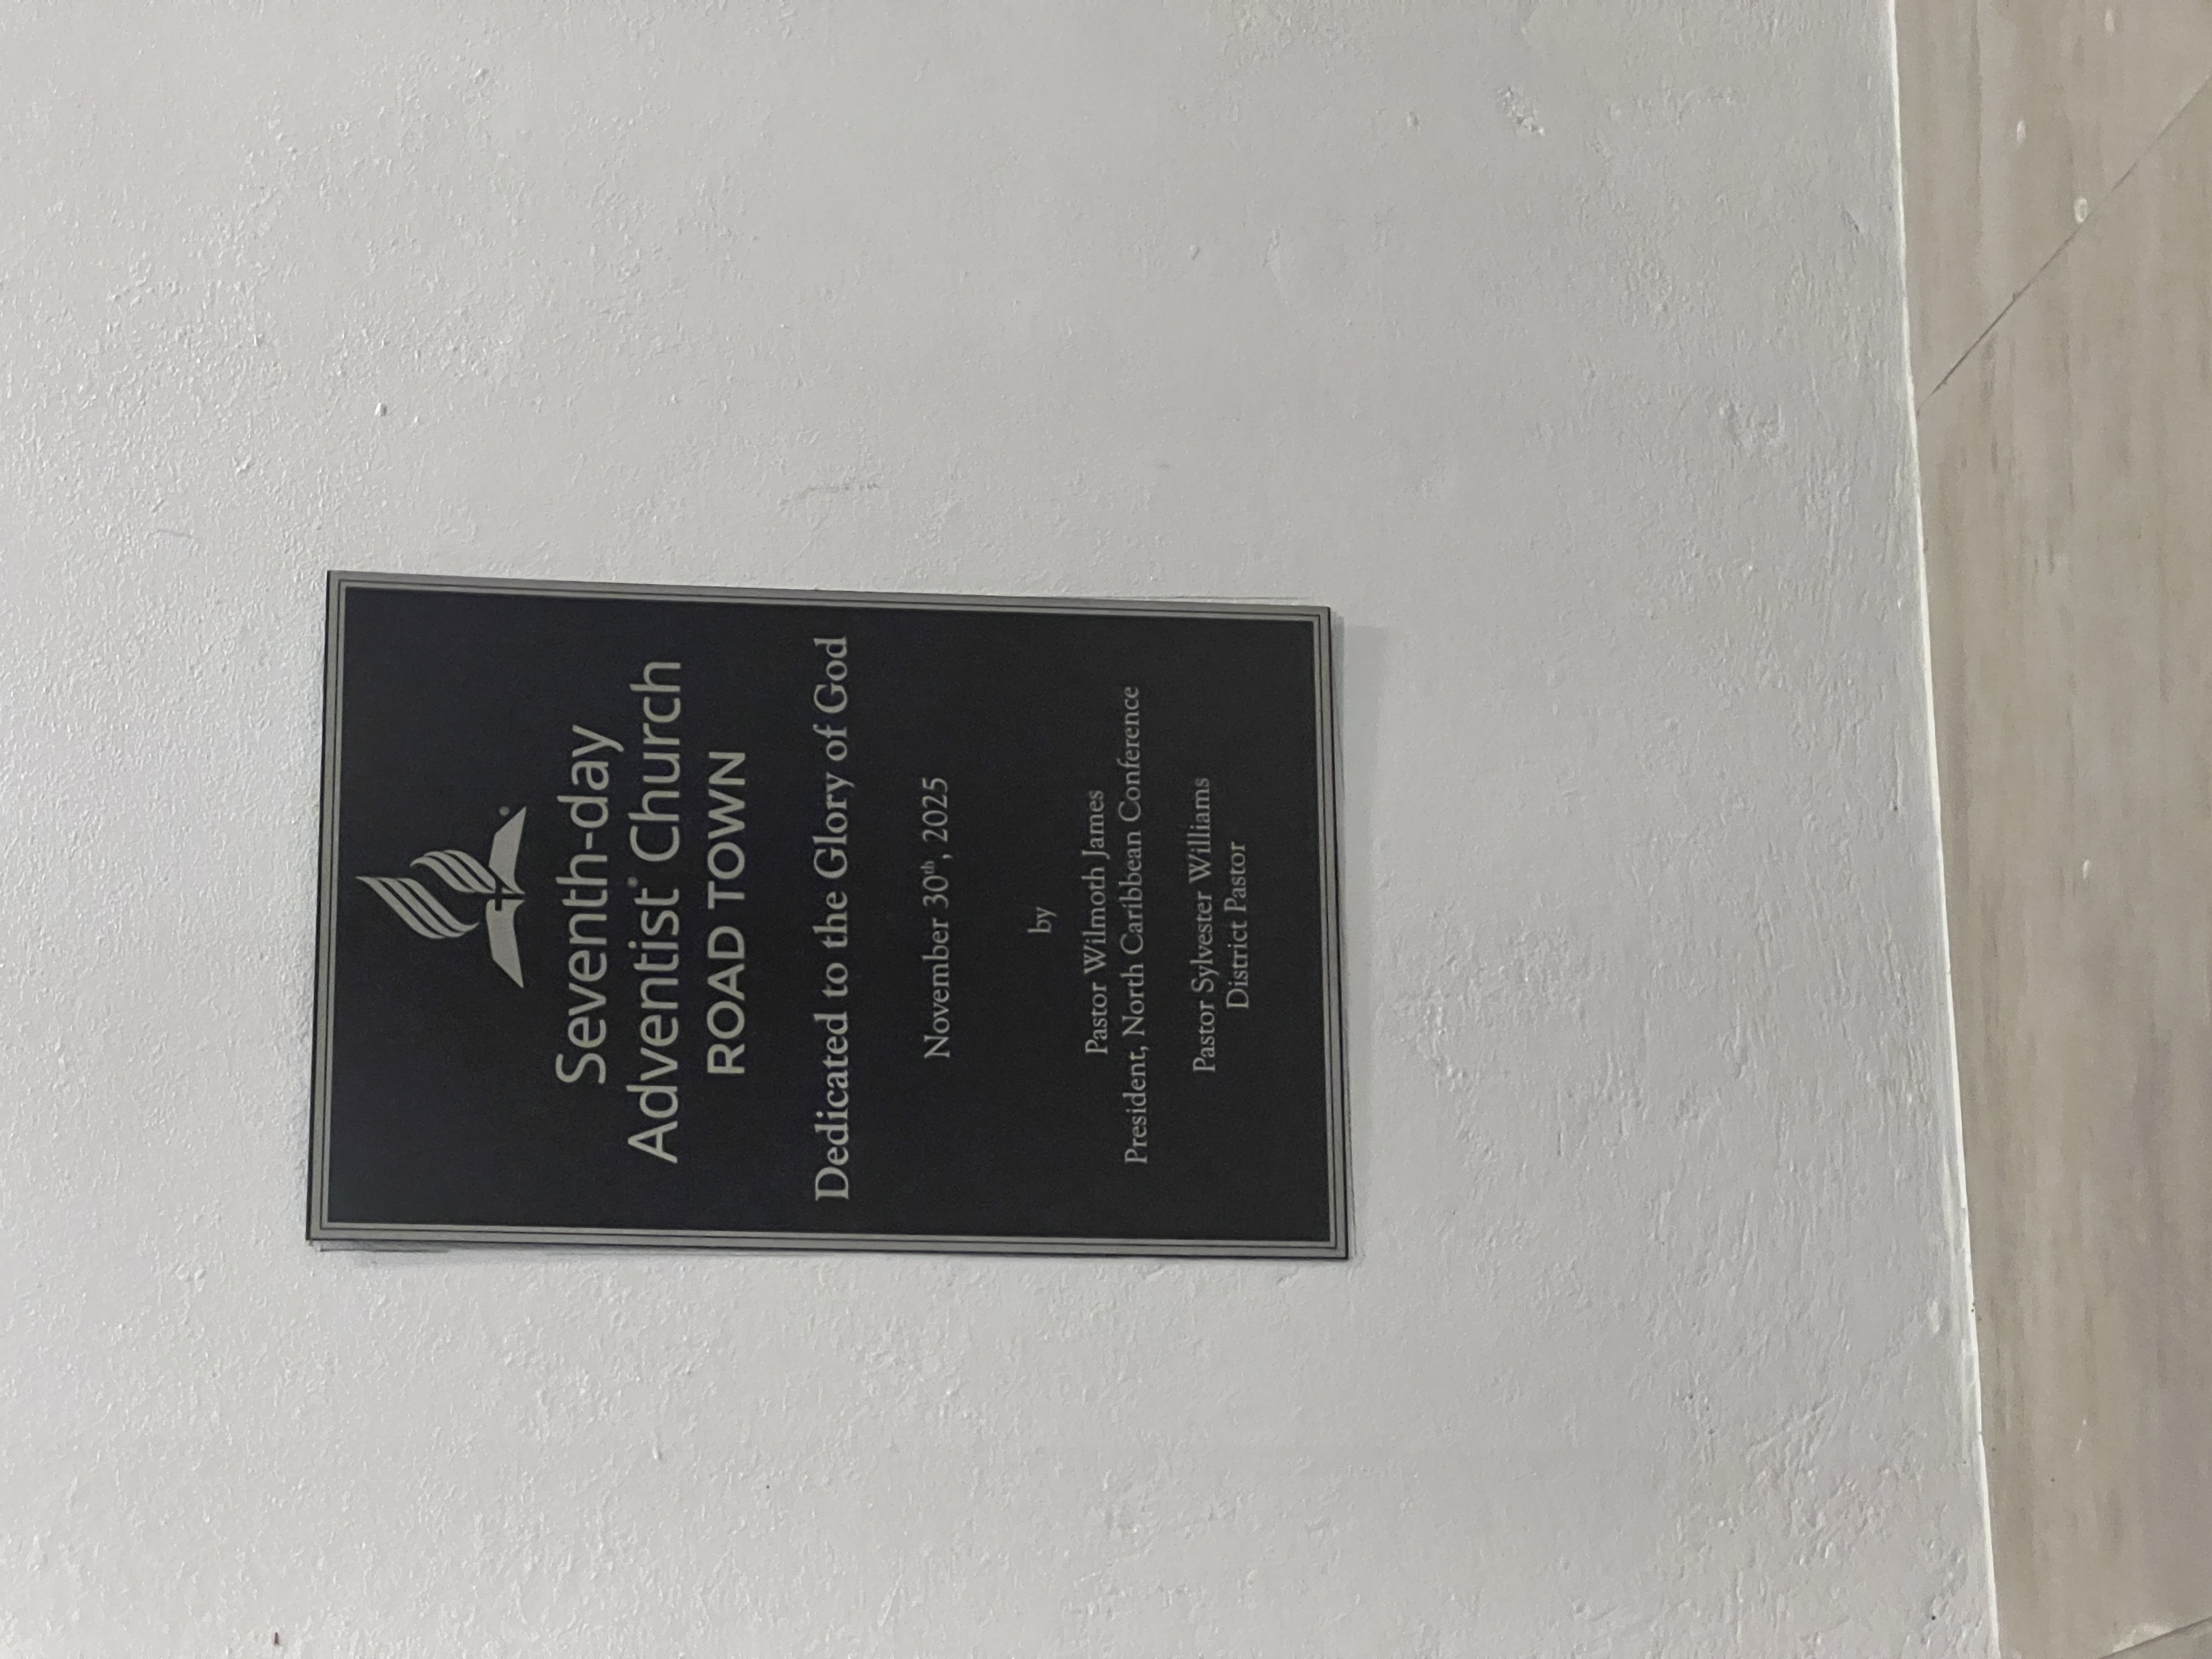 Seventh-day
Adventist® Church
ROAD TOWN
Dedicated to the Glory of God
November 30th, 2025
by
Pastor Wilmoth James
President, North Caribbean Conference
Pastor Sylvester Williams
District Pastor